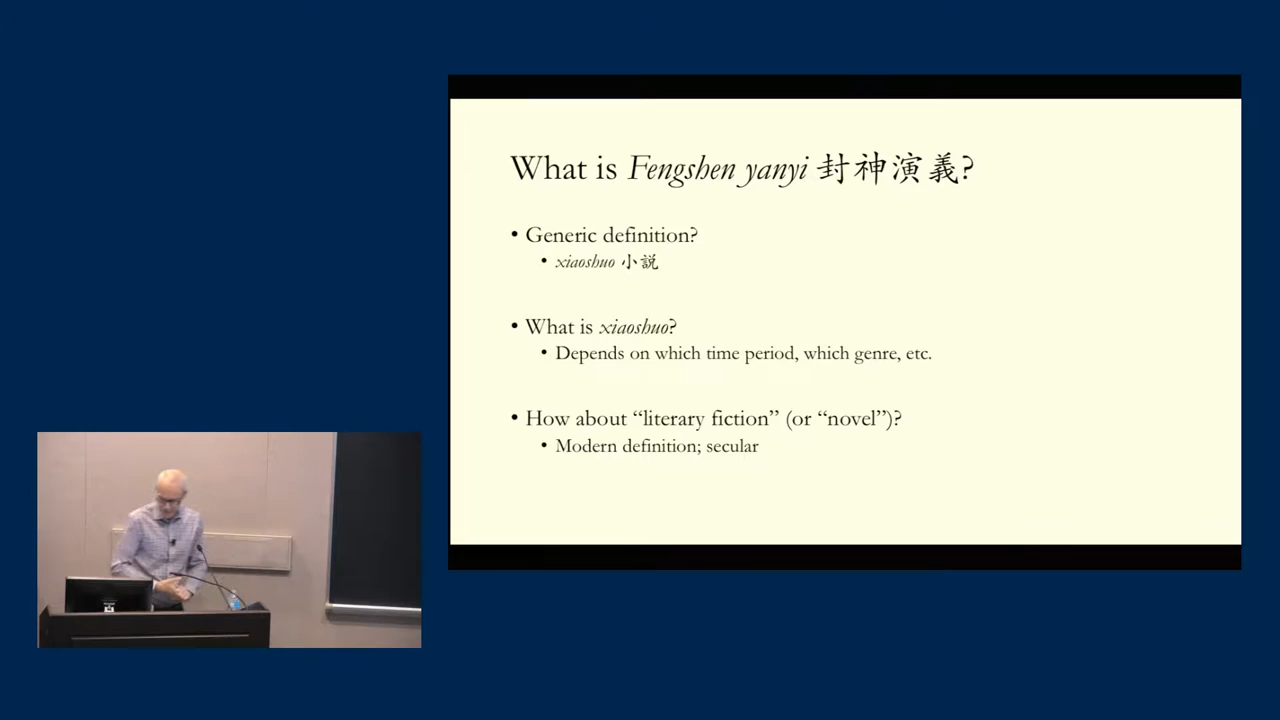 What is Fengshen yanyi 封神演義?
• Generic definition?
• xiaoshuo 小說
• What is xiaoshuo?
• Depends on which time period, which genre, etc.
• How about “literary fiction” (or “novel”)?
• Modern definition; secular